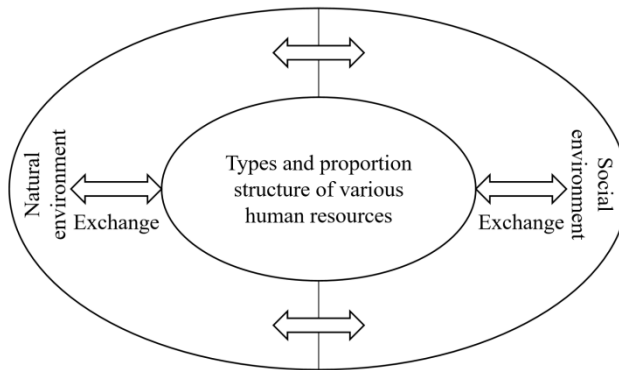 Natural
environment
Exchange
Types and proportion
structure of various
human resources
Exchange
Social
environment